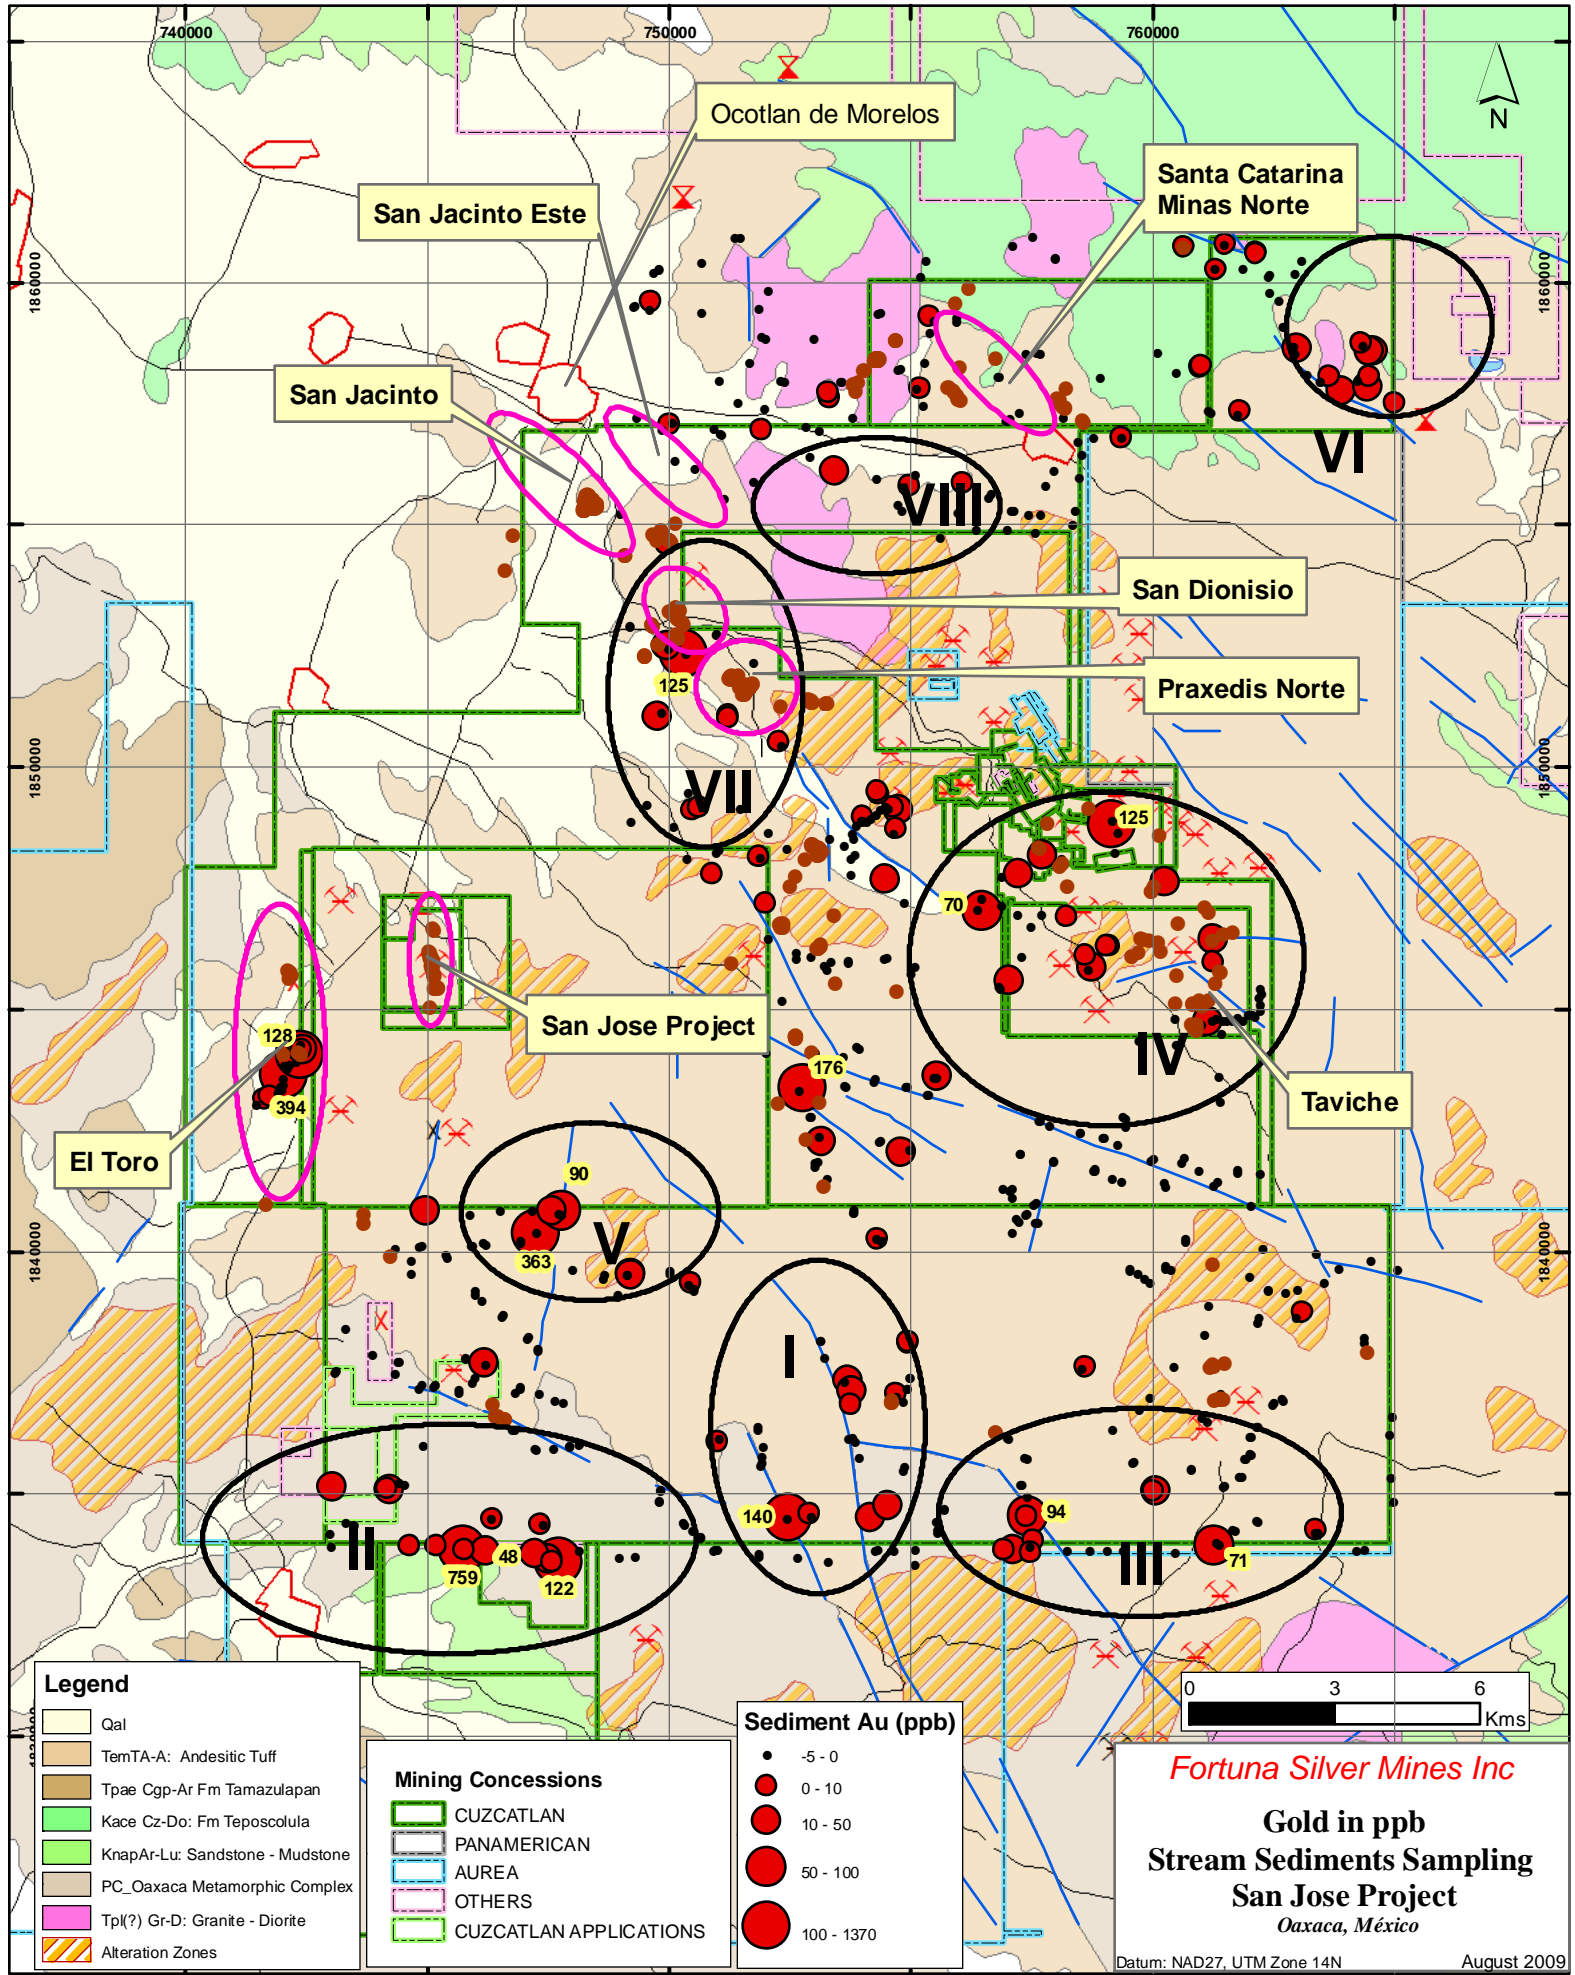 740000
750000
760000
Ocotlan de Morelos
N
Santa Catarina
Minas Norte
San Jacinto Este
1860000
1860000
San Jacinto
VI
VIII
San Dionisio
125
Praxedis Norte
1850000
1850000
VII
125
70
San Jose Project
128
IV
176
394
Taviche
El Toro
90
V
363
1840000
1840000
I
140
94
II
48
759
122
III
71
Legend
Qal
TemTA-A: Andesitic Tuff
Tpae Cgp-Ar Fm Tamazulapan
Kace Cz-Do: Fm Teposcolula
KnapAr-Lu: Sandstone - Mudstone
PC_Oaxaca Metamorphic Complex
Tpl(?) Gr-D: Granite - Diorite
Alteration Zones
Mining Concessions
CUZCATLAN
PANAMERICAN
AUREA
OTHERS
CUZCATLAN APPLICATIONS
Sediment Au (ppb)
-5 - 0
0 - 10
10 - 50
50 - 100
100 - 1370
0 3 6
Kms
Fortuna Silver Mines Inc
Gold in ppb
Stream Sediments Sampling
San Jose Project
Oaxaca, México
Datum: NAD27, UTM Zone 14N August 2009